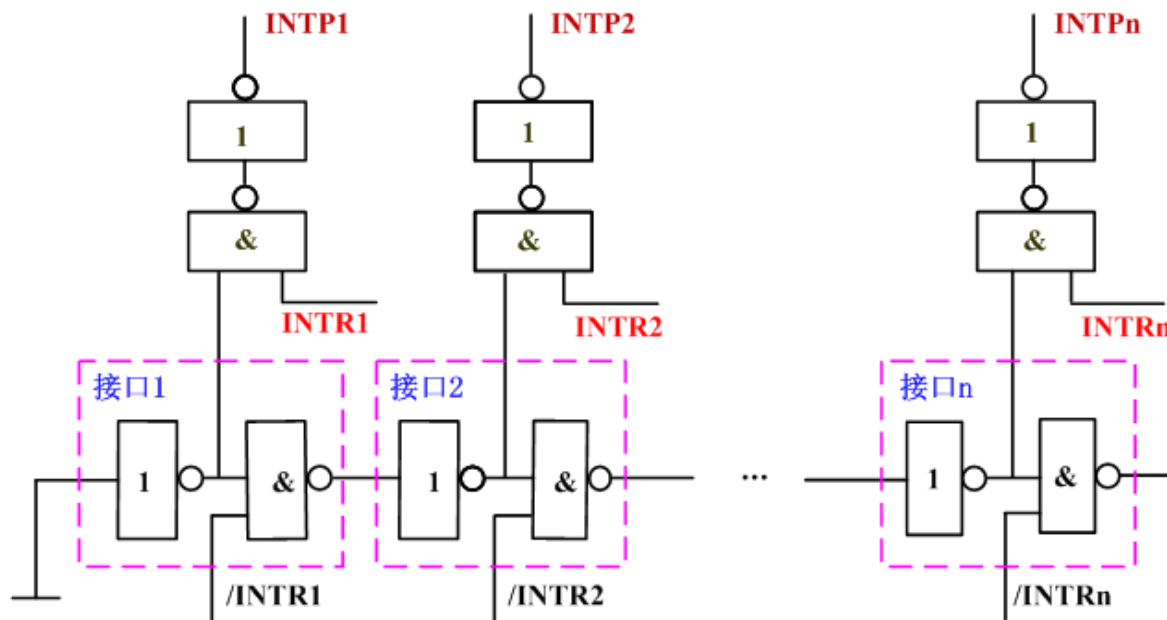 INTP1 INTP2 INTPn
1 1 1
& & &
INTR1 INTR2 INTRn
接口1 接口2 接口n
1 & 1 & ... 1 &
/INTR1 /INTR2 /INTRn